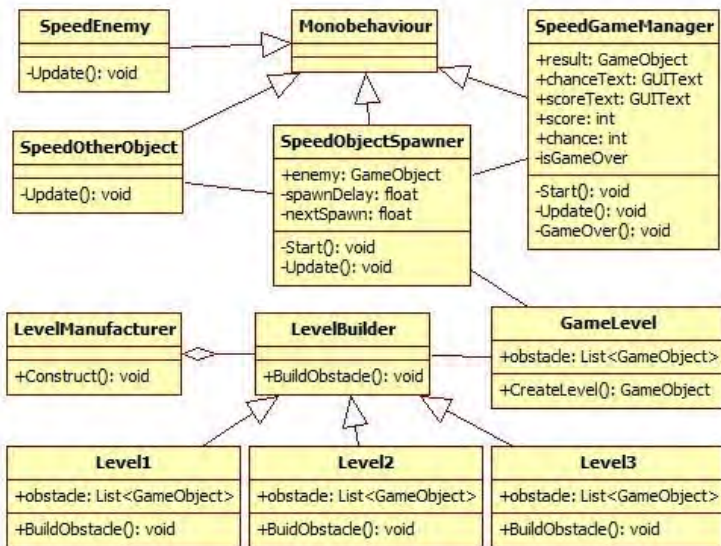 SpeedEnemy
-Update(): void
Monobehaviour
SpeedGameManager
+result: GameObject
+chanceText: GUIText
+scoreText: GUIText
+score: int
+chance: int
-isGameOver
-Start(): void
-Update(): void
-GameOver(): void
SpeedOtherObject
-Update(): void
SpeedObjectSpawner
+enemy: GameObject
-spawnDelay: float
-nextSpawn: float
-Start(): void
-Update(): void
LevelManufacturer
+Construct(): void
LevelBuilder
+BuildObstacle(): void
GameLevel
+obstacle: List<GameObject>
+CreateLevel(): GameObject
Level1
+obstacle: List<GameObject>
+BuildObstacle(): void
Level2
+obstacle: List<GameObject>
+BuidObstacle(): void
Level3
+obstacle: List<GameObject>
+BuildObstacle(): void